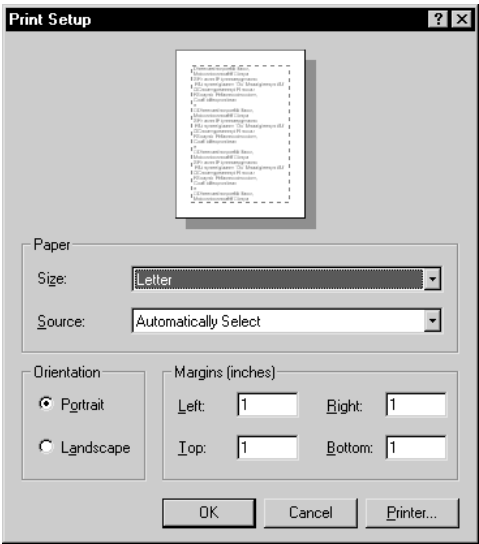 Print Setup
Paper
Size: Letter
Source: Automatically Select
Orientation Margins (inches)
Portrait Left: 1 Right: 1
Landscape Top: 1 Bottom: 1
OK Cancel Printer...